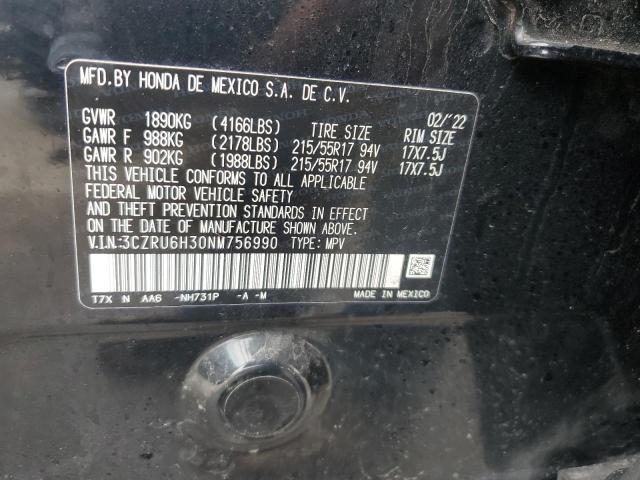 MFD.BY HONDA DE MEXICO S.A. DE C.V.
02/'22
GVWR 1890KG (4166LBS) TIRE SIZE RIM SIZE
GAWR F 988KG (2178LBS) 215/55R17 94V 17X7.5J
GAWR R 902KG (1988LBS) 215/55R17 94V 17X7.5J
THIS VEHICLE CONFORMS TO ALL APPLICABLE
FEDERAL MOTOR VEHICLE SAFETY
AND THEFT PREVENTION STANDARDS IN EFFECT
ON THE DATE OF MANUFACTURE SHOWN ABOVE.
V.I.N:3CZRU6H30NM756990 TYPE: MPV
T7X N AA6 -NH731P -A -M MADE IN MEXICO